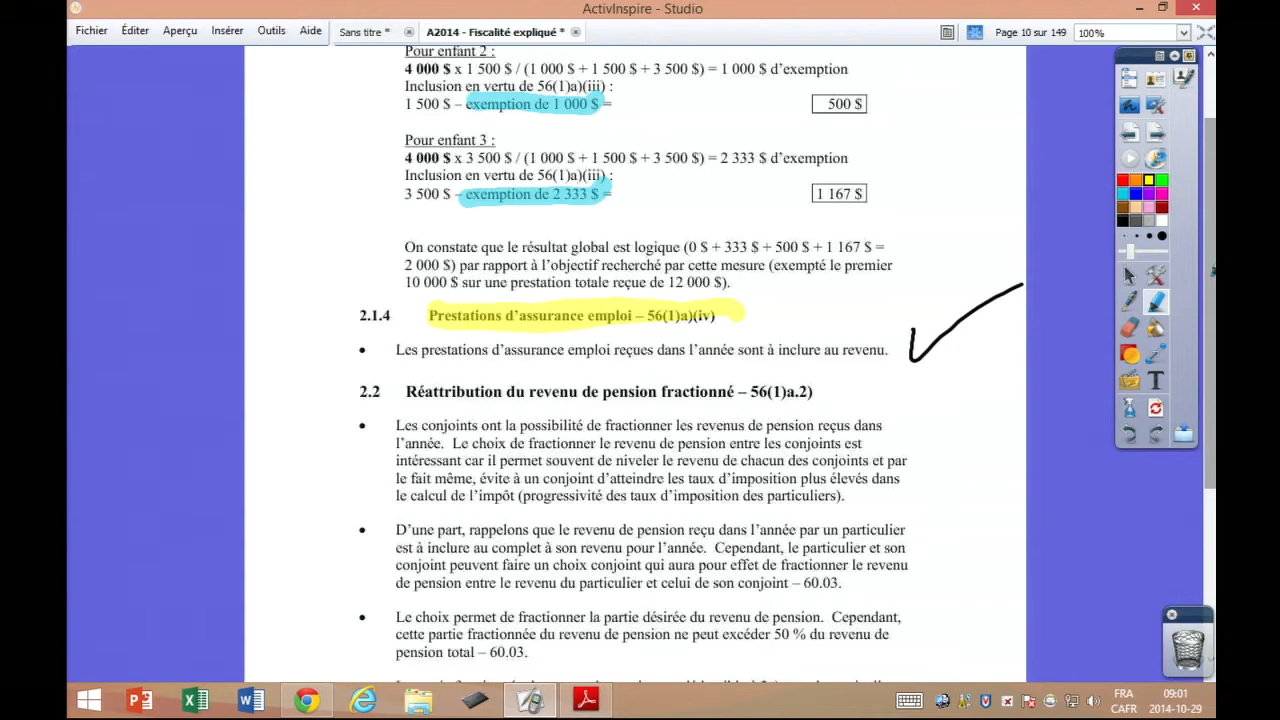 ActivInspire - Studio
Fichier Éditer Aperçu Insérer Outils Aide Sans titre * A2014 - Fiscalité expliqué * Page 10 sur 149 100%
Pour enfant 2 :
4 000 $ x 1 500 $ / (1 000 $ + 1 500 $ + 3 500 $) = 1 000 $ d’exemption
Inclusion en vertu de 56(1)a)(iii) :
1 500 $ – exemption de 1 000 $ = 500 $
Pour enfant 3 :
4 000 $ x 3 500 $ / (1 000 $ + 1 500 $ + 3 500 $) = 2 333 $ d’exemption
Inclusion en vertu de 56(1)a)(iii) :
3 500 $ – exemption de 2 333 $ = 1 167 $
On constate que le résultat global est logique (0 $ + 333 $ + 500 $ + 1 167 $ =
2 000 $) par rapport à l’objectif recherché par cette mesure (exempté le premier
10 000 $ sur une prestation totale reçue de 12 000 $).
2.1.4 Prestations d’assurance emploi – 56(1)a)(iv)
• Les prestations d’assurance emploi reçues dans l’année sont à inclure au revenu.
2.2 Réattribution du revenu de pension fractionné – 56(1)a.2)
• Les conjoints ont la possibilité de fractionner les revenus de pension reçus dans
l’année. Le choix de fractionner le revenu de pension entre les conjoints est
intéressant car il permet souvent de niveler le revenu de chacun des conjoints et par
le fait même, évite à un conjoint d’atteindre les taux d’imposition plus élevés dans
le calcul de l’impôt (progressivité des taux d’imposition des particuliers).
• D’une part, rappelons que le revenu de pension reçu dans l’année par un particulier
est à inclure au complet à son revenu pour l’année. Cependant, le particulier et son
conjoint peuvent faire un choix conjoint qui aura pour effet de fractionner le revenu
de pension entre le revenu du particulier et celui de son conjoint – 60.03.
• Le choix permet de fractionner la partie désirée du revenu de pension. Cependant,
cette partie fractionnée du revenu de pension ne peut excéder 50 % du revenu de
pension total – 60.03.
FRA 09:01
CAFR 2014-10-29